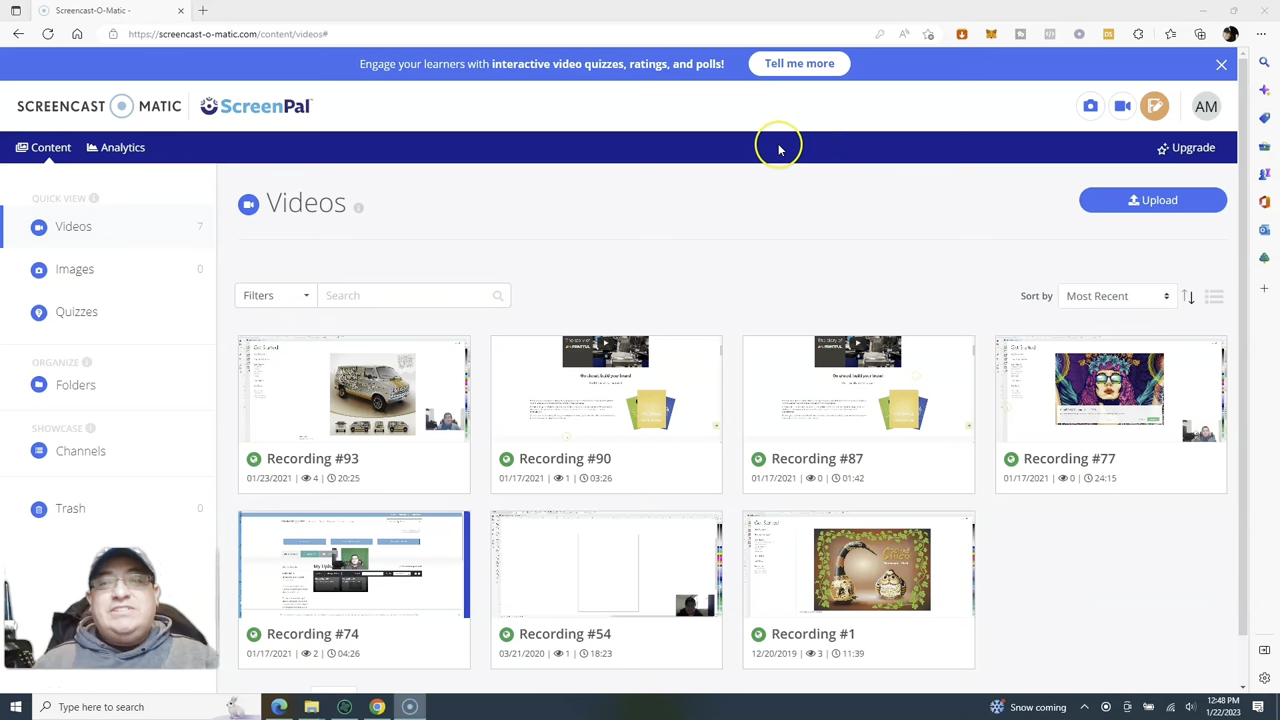 Screencast-O-Matic -
https://screencast-o-matic.com/content/videos#
Engage your learners with interactive video quizzes, ratings, and polls!
Tell me more
SCREENCAST MATIC
ScreenPal
AM
Content
Analytics
Upgrade
QUICK VIEW
Videos 7
Images 0
Quizzes
ORGANIZE
Folders
SHOWCASE
Channels
Trash 0
Videos
Upload
Filters
Search
Sort by
Most Recent
Recording #93
01/23/2021 | 4 | 20:25
Recording #90
01/17/2021 | 1 | 03:26
Recording #87
01/17/2021 | 0 | 01:42
Recording #77
01/17/2021 | 0 | 24:15
Recording #74
01/17/2021 | 2 | 04:26
Recording #54
03/21/2020 | 1 | 18:23
Recording #1
12/20/2019 | 3 | 11:39
Type here to search
Snow coming
12:48 PM
1/22/2023